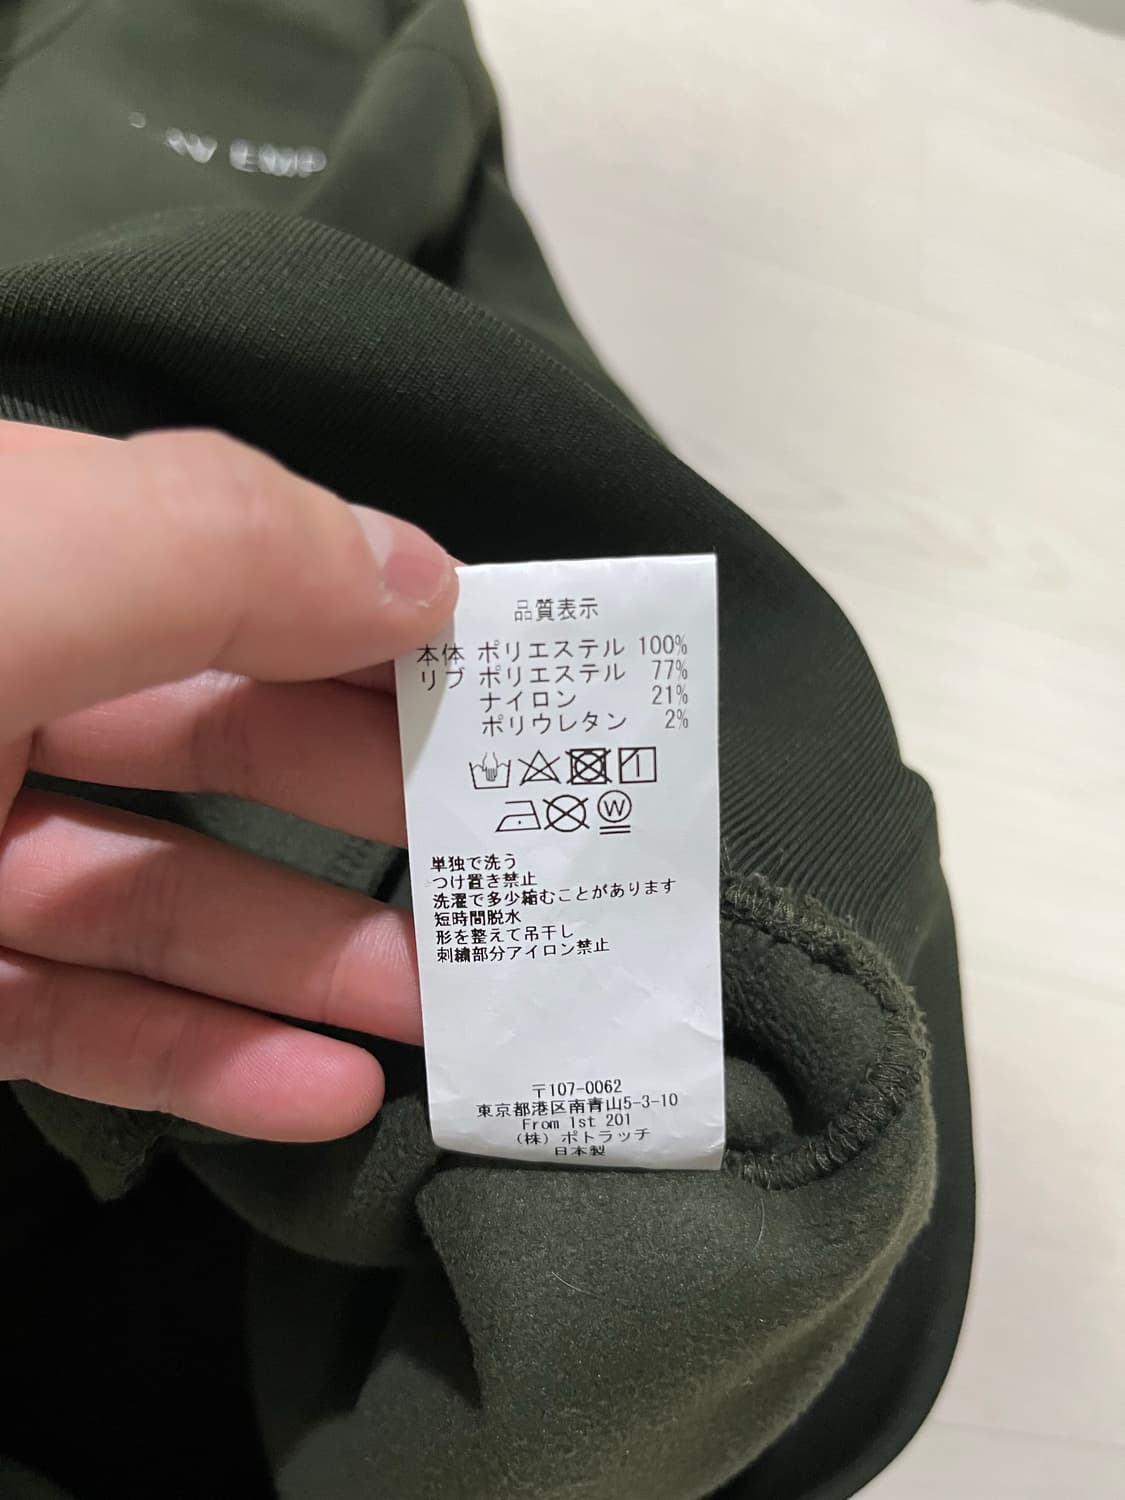 EMP
品質表示
本体 ポリエステル 100%
リブ ポリエステル 77%
ナイロン 21%
ポリウレタン 2%
W
単独で洗う
つけ置き禁止
洗濯で多少縮むことがあります
短時間脱水
形を整えて吊干し
刺繍部分アイロン禁止
〒107-0062
東京都港区南青山5-3-10
From 1st 201
(株) ポトラッチ
日本製